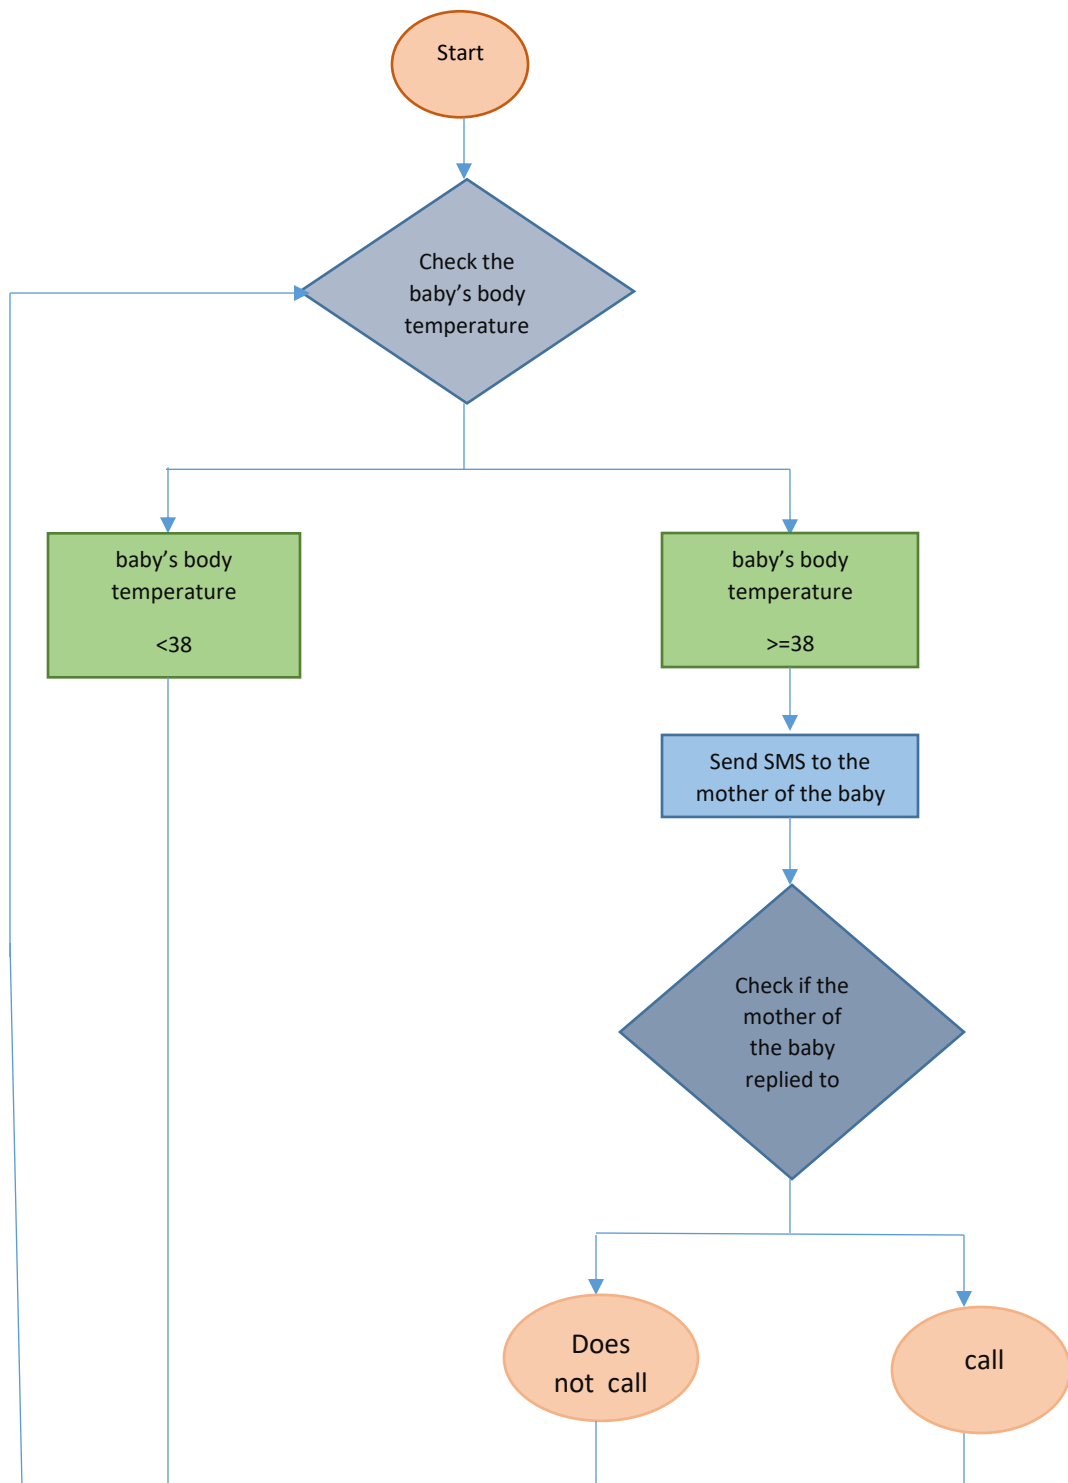 Start
Check the
baby's body
temperature
baby's body
temperature
<38
baby's body
temperature
>=38
Send SMS to the
mother of the baby
Check if the
mother of
the baby
replied to
Does
not call
call